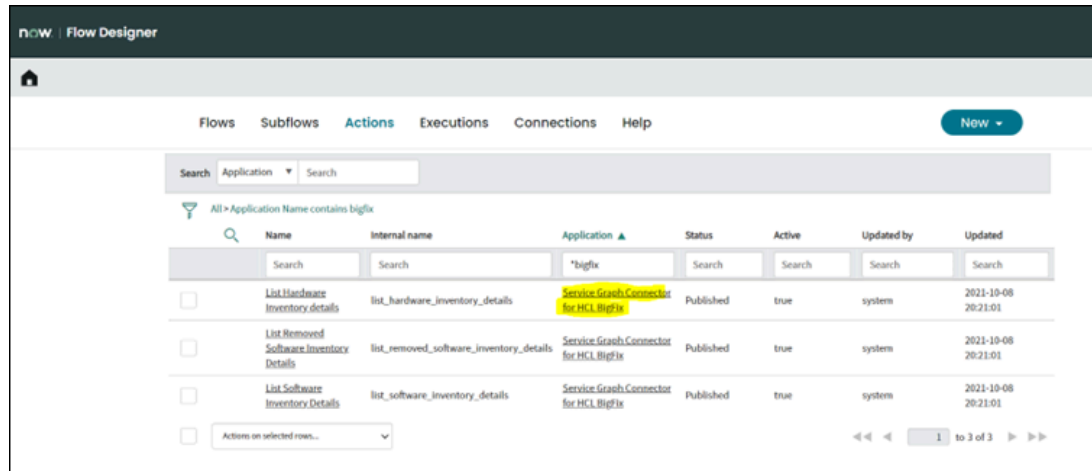 now. | Flow Designer
Flows Subflows Actions Executions Connections Help New
Search Application Search
All > Application Name contains bigfix
Name Internal name Application ▲ Status Active Updated by Updated
Search Search *bigfix Search Search Search Search
List Hardware Inventory details list_hardware_inventory_details Service Graph Connector for HCL BigFix Published true system 2021-10-08 20:21:01
List Removed Software Inventory Details list_removed_software_inventory_details Service Graph Connector for HCL BigFix Published true system 2021-10-08 20:21:01
List Software Inventory Details list_software_inventory_details Service Graph Connector for HCL BigFix Published true system 2021-10-08 20:21:01
Actions on selected rows... 1 to 3 of 3